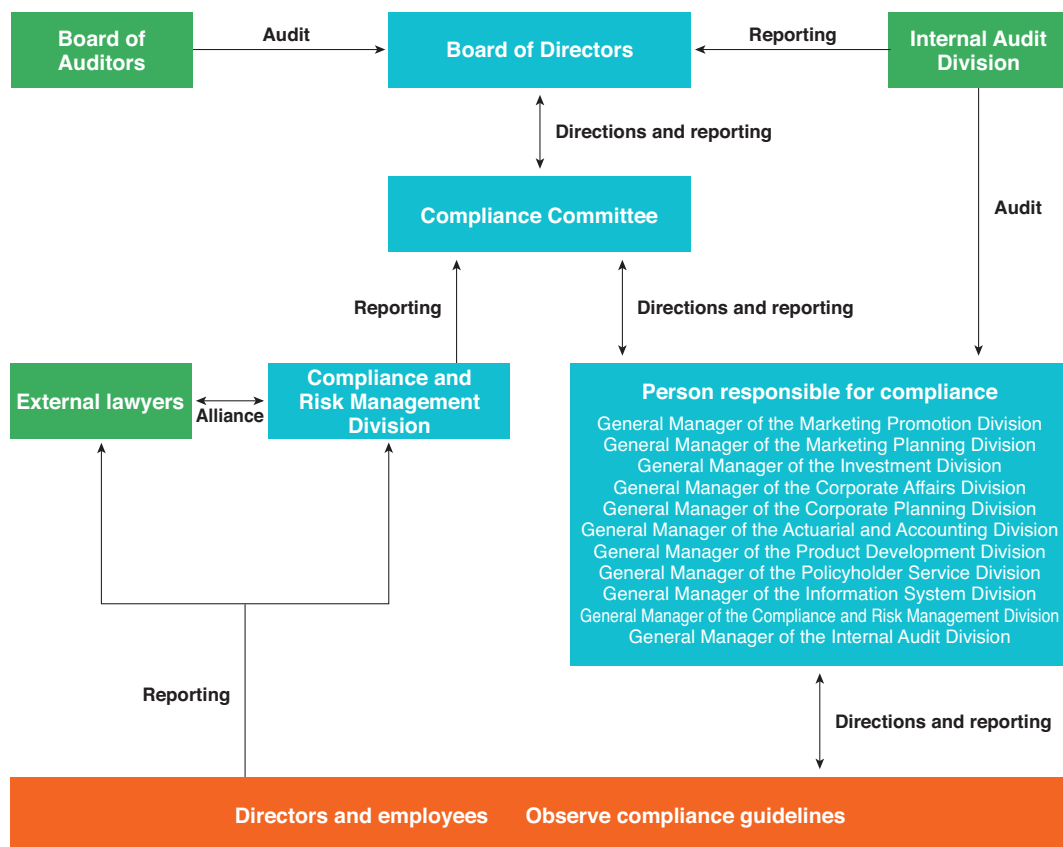 Board of
Auditors
Audit
Board of Directors
Reporting
Internal Audit
Division
Directions and reporting
Compliance Committee
Audit
Reporting
Directions and reporting
External lawyers
Alliance
Compliance and
Risk Management
Division
Person responsible for compliance
General Manager of the Marketing Promotion Division
General Manager of the Marketing Planning Division
General Manager of the Investment Division
General Manager of the Corporate Affairs Division
General Manager of the Corporate Planning Division
General Manager of the Actuarial and Accounting Division
General Manager of the Product Development Division
General Manager of the Policyholder Service Division
General Manager of the Information System Division
General Manager of the Compliance and Risk Management Division
General Manager of the Internal Audit Division
Reporting
Directions and reporting
Directors and employees Observe compliance guidelines